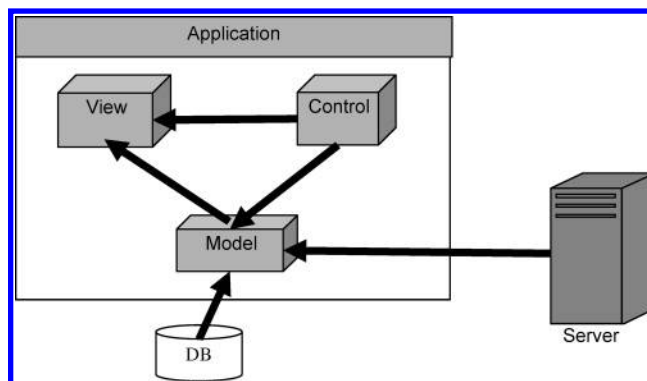 Application
View
Control
Model
Server
DB